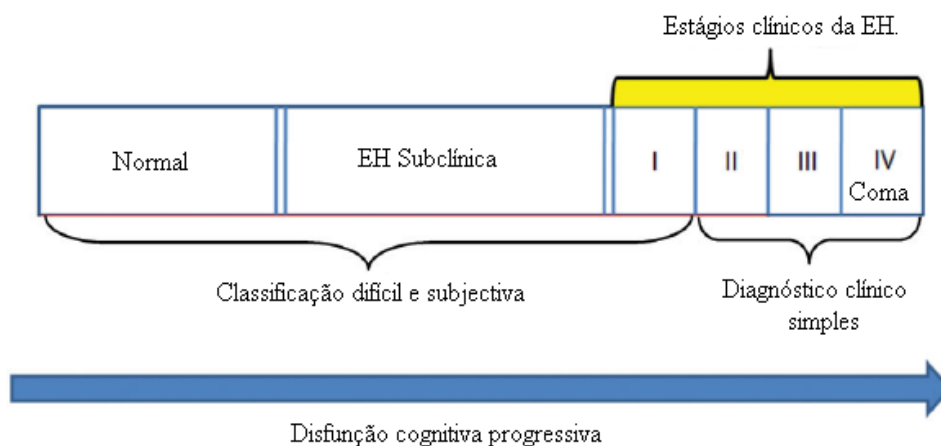 Estágios clínicos da EH.
Normal
EH Subclínica
I
II
III
IV
Coma
Classificação difícil e subjectiva
Diagnóstico clínico
simples
Disfunção cognitiva progressiva